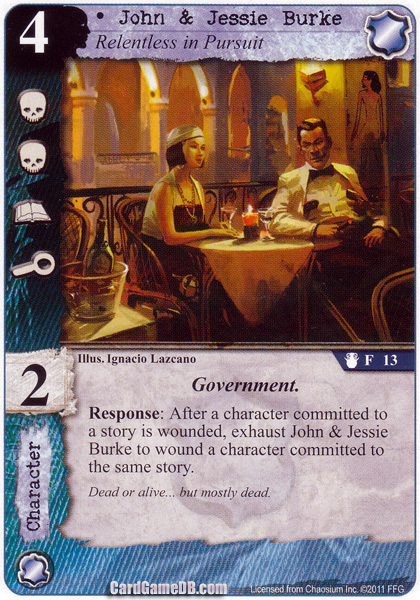 4
• John & Jessie Burke
Relentless in Pursuit
Illus. Ignacio Lazcano
F 13
2
Government.
Response: After a character committed to
a story is wounded, exhaust John & Jessie
Burke to wound a character committed to
the same story.
Dead or alive... but mostly dead.
Character
CardGameDB.com
Licensed from Chaosium Inc. ©2011 FFG